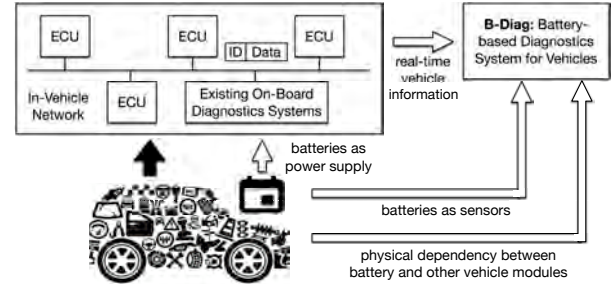 ECU
ECU
ID Data
ECU
In-Vehicle
Network
ECU
Existing On-Board
Diagnostics Systems
real-time
vehicle
information
B-Diag: Battery-
based Diagnostics
System for Vehicles
batteries as
power supply
batteries as sensors
physical dependency between
battery and other vehicle modules